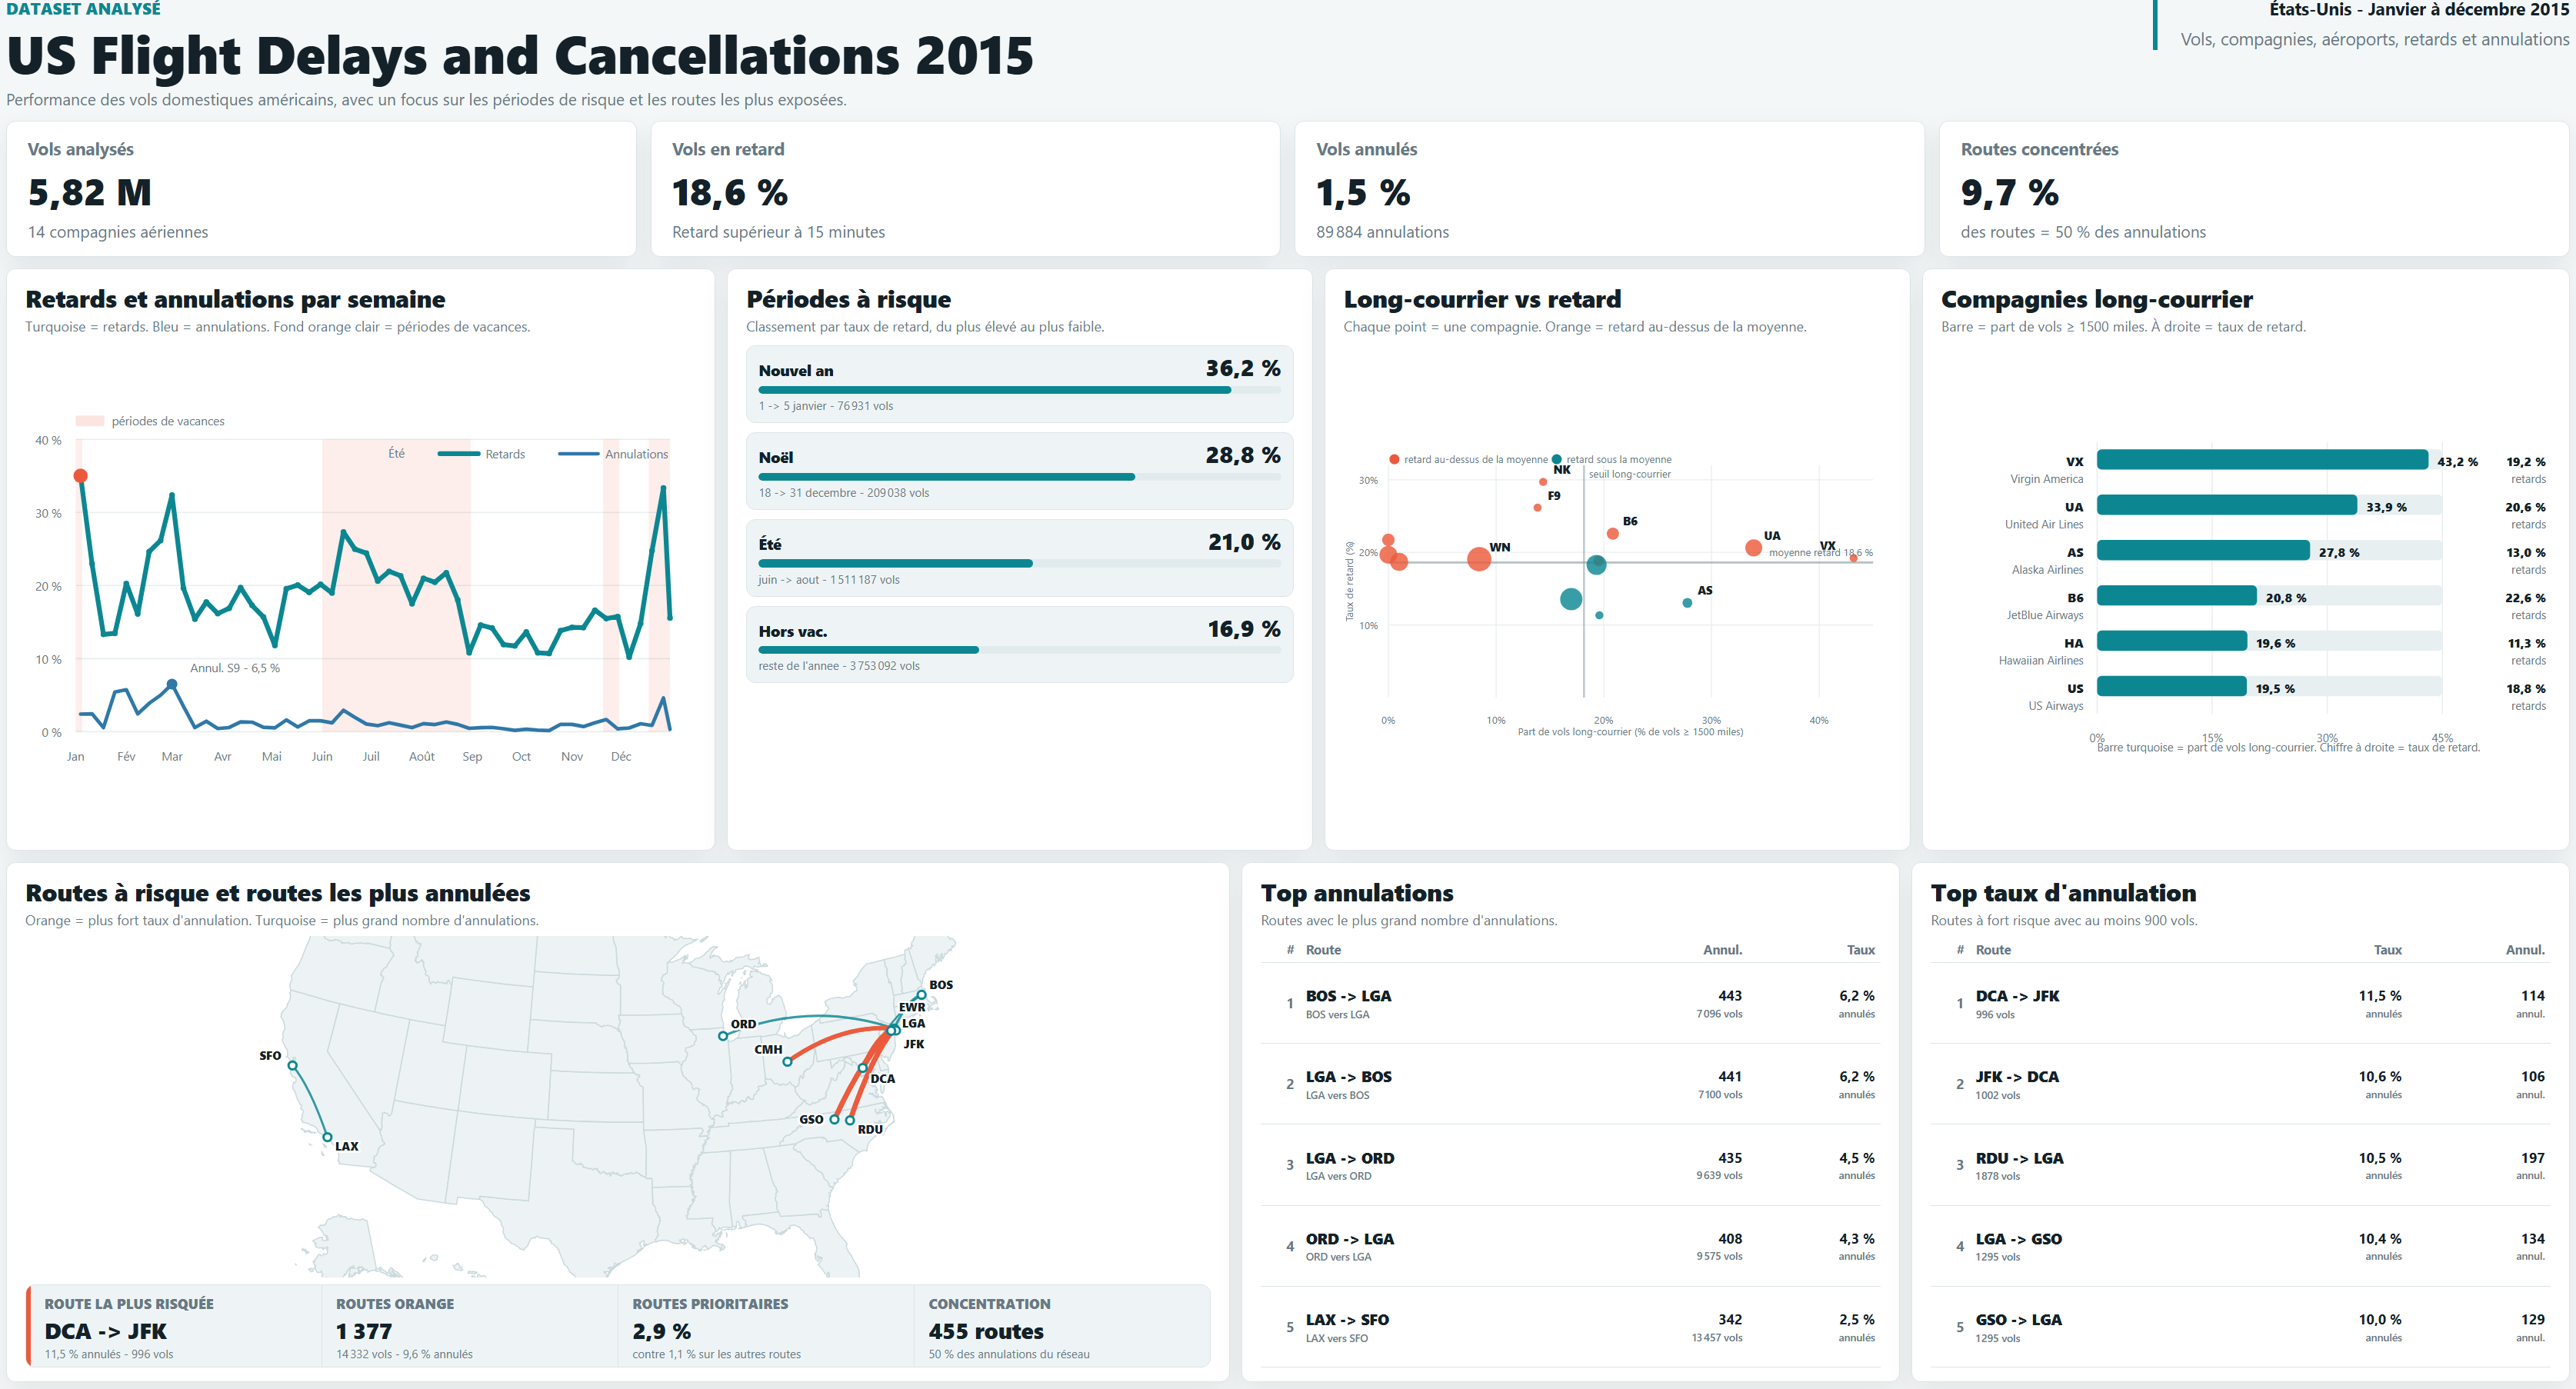 DATASET ANALYSÉ
US Flight Delays and Cancellations 2015
Performance des vols domestiques américains, avec un focus sur les périodes de risque et les routes les plus exposées.
États-Unis - Janvier à décembre 2015
Vols, compagnies, aéroports, retards et annulations
Vols analysés
5,82 M
14 compagnies aériennes
Vols en retard
18,6 %
Retard supérieur à 15 minutes
Vols annulés
1,5 %
89 884 annulations
Routes concentrées
9,7 %
des routes = 50 % des annulations
Retards et annulations par semaine
Turquoise = retards. Bleu = annulations. Fond orange clair = périodes de vacances.
périodes de vacances
40 %
Été
Retards
Annulations
30 %
20 %
10 %
Annul. S9 - 6,5 %
0 %
Jan Fév Mar Avr Mai Juin Juil Août Sep Oct Nov Déc
Périodes à risque
Classement par taux de retard, du plus élevé au plus faible.
Nouvel an 36,2 %
1 -> 5 janvier - 76 931 vols
Noël 28,8 %
18 -> 31 decembre - 209 038 vols
Été 21,0 %
juin -> aout - 1 511 187 vols
Hors vac. 16,9 %
reste de l'annee - 3 753 092 vols
Long-courrier vs retard
Chaque point = une compagnie. Orange = retard au-dessus de la moyenne.
retard au-dessus de la moyenne retard sous la moyenne
NK
seuil long-courrier
30%
F9
B6
UA
VX
WN
20%
moyenne retard 18,6 %
AS
10%
Taux de retard (%)
0% 10% 20% 30% 40%
Part de vols long-courrier (% de vols ≥ 1500 miles)
Compagnies long-courrier
Barre = part de vols ≥ 1500 miles. À droite = taux de retard.
VX 43,2 % 19,2 %
Virgin America retards
UA 33,9 % 20,6 %
United Air Lines retards
AS 27,8 % 13,0 %
Alaska Airlines retards
B6 20,8 % 22,6 %
JetBlue Airways retards
HA 19,6 % 11,3 %
Hawaiian Airlines retards
US 19,5 % 18,8 %
US Airways retards
0% 15% 30% 45%
Barre turquoise = part de vols long-courrier. Chiffre à droite = taux de retard.
Routes à risque et routes les plus annulées
Orange = plus fort taux d'annulation. Turquoise = plus grand nombre d'annulations.
BOS
EWR
LGA
ORD
JFK
CMH
SFO
DCA
GSO
RDU
LAX
ROUTE LA PLUS RISQUÉE
DCA -> JFK
11,5 % annulés - 996 vols
ROUTES ORANGE
1 377
14 332 vols - 9,6 % annulés
ROUTES PRIORITAIRES
2,9 %
contre 1,1 % sur les autres routes
CONCENTRATION
455 routes
50 % des annulations du réseau
Top annulations
Routes avec le plus grand nombre d'annulations.
# Route Annul. Taux
1 BOS -> LGA 443 6,2 %
BOS vers LGA 7 096 vols annulés
2 LGA -> BOS 441 6,2 %
LGA vers BOS 7 100 vols annulés
3 LGA -> ORD 435 4,5 %
LGA vers ORD 9 639 vols annulés
4 ORD -> LGA 408 4,3 %
ORD vers LGA 9 575 vols annulés
5 LAX -> SFO 342 2,5 %
LAX vers SFO 13 457 vols annulés
Top taux d'annulation
Routes à fort risque avec au moins 900 vols.
# Route Taux Annul.
1 DCA -> JFK 11,5 % 114
996 vols annulés annul.
2 JFK -> DCA 10,6 % 106
1002 vols annulés annul.
3 RDU -> LGA 10,5 % 197
1878 vols annulés annul.
4 LGA -> GSO 10,4 % 134
1295 vols annulés annul.
5 GSO -> LGA 10,0 % 129
1295 vols annulés annul.